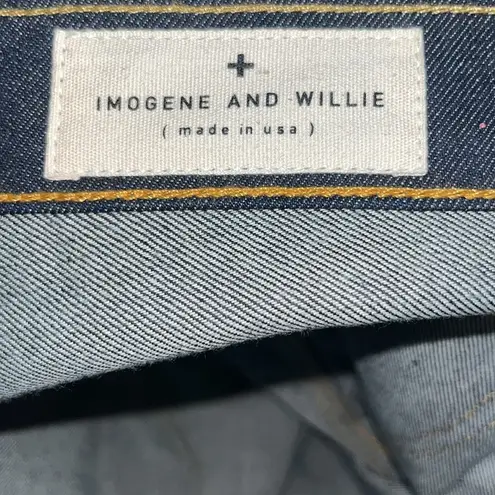 +
IMOGENE AND WILLIE
( made in usa )